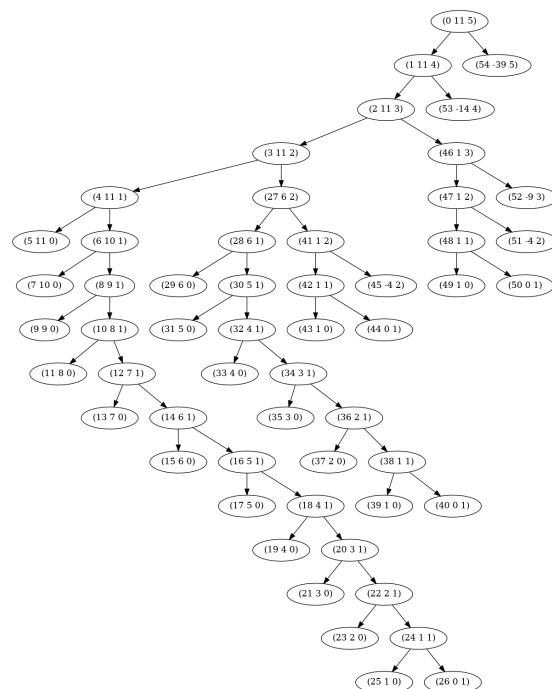 (0 11 5)
(1 11 4)
(54 -39 5)
(2 11 3)
(53 -14 4)
(3 11 2)
(46 1 3)
(4 11 1)
(27 6 2)
(47 1 2)
(52 -9 3)
(5 11 0)
(6 10 1)
(28 6 1)
(41 1 2)
(48 1 1)
(51 -4 2)
(7 10 0)
(8 9 1)
(29 6 0)
(30 5 1)
(42 1 1)
(45 -4 2)
(49 1 0)
(50 0 1)
(9 9 0)
(10 8 1)
(31 5 0)
(32 4 1)
(43 1 0)
(44 0 1)
(11 8 0)
(12 7 1)
(33 4 0)
(34 3 1)
(13 7 0)
(14 6 1)
(35 3 0)
(36 2 1)
(15 6 0)
(16 5 1)
(37 2 0)
(38 1 1)
(17 5 0)
(18 4 1)
(39 1 0)
(40 0 1)
(19 4 0)
(20 3 1)
(21 3 0)
(22 2 1)
(23 2 0)
(24 1 1)
(25 1 0)
(26 0 1)